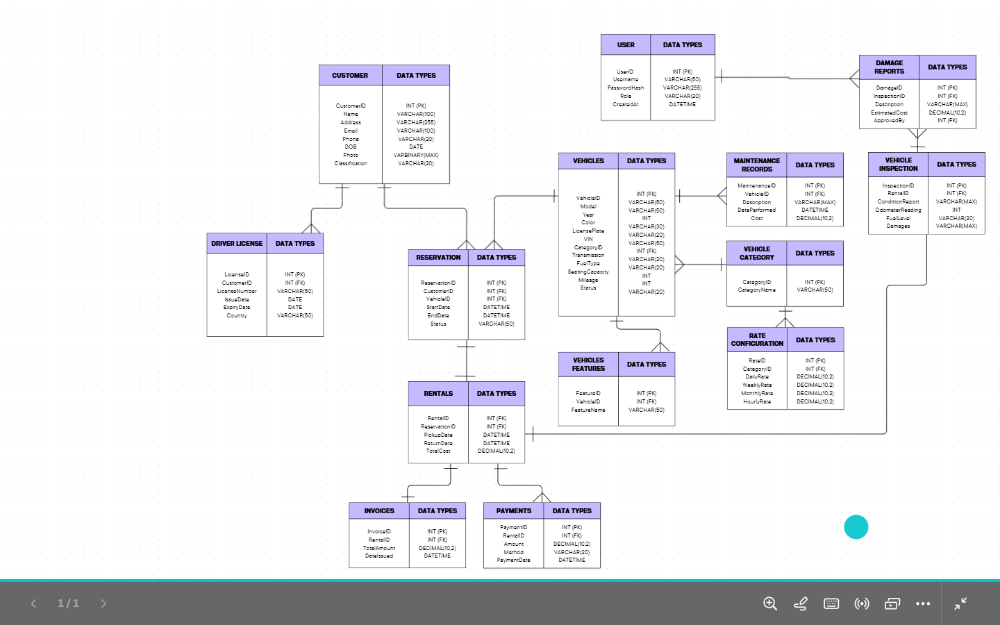 USER DATA TYPES
UserID INT (PK)
Username VARCHAR(50)
PasswordHash VARCHAR(255)
Role VARCHAR(20)
CreatedAt DATETIME
DAMAGE REPORTS DATA TYPES
DamageID INT (PK)
InspectionID INT (FK)
Description VARCHAR(MAX)
EstimatedCost DECIMAL(10,2)
ApprovedBy INT (FK)
CUSTOMER DATA TYPES
CustomerID INT (PK)
Name VARCHAR(100)
Address VARCHAR(255)
Email VARCHAR(100)
Phone VARCHAR(20)
DOB DATE
Photo VARBINARY(MAX)
Classification VARCHAR(20)
VEHICLES DATA TYPES
VehicleID
Model
Year
Color
LicensePlate
VIN
CategoryID
Transmission
FuelType
SeatingCapacity
Mileage
Status
INT (PK)
VARCHAR(50)
VARCHAR(50)
INT
VARCHAR(30)
VARCHAR(20)
VARCHAR(50)
INT (FK)
VARCHAR(20)
VARCHAR(20)
INT
INT
VARCHAR(20)
MAINTENANCE RECORDS DATA TYPES
MaintenanceID INT (PK)
VehicleID INT (FK)
Description VARCHAR(MAX)
DatePerformed DATETIME
Cost DECIMAL(10,2)
VEHICLE INSPECTION DATA TYPES
InspectionID INT (PK)
RentalID INT (FK)
ConditionReport VARCHAR(MAX)
OdometerReading INT
FuelLevel VARCHAR(20)
Damages VARCHAR(MAX)
DRIVER LICENSE DATA TYPES
LicenseID INT (PK)
CustomerID INT (FK)
LicenseNumber VARCHAR(50)
IssueDate DATE
ExpiryDate DATE
Country VARCHAR(50)
RESERVATION DATA TYPES
ReservationID INT (PK)
CustomerID INT (FK)
VehicleID INT (FK)
StartDate DATETIME
EndDate DATETIME
Status VARCHAR(50)
VEHICLE CATEGORY DATA TYPES
CategoryID INT (PK)
CategoryName VARCHAR(50)
RATE CONFIGURATION DATA TYPES
RateID INT (PK)
CategoryID INT (FK)
DailyRate DECIMAL(10,2)
WeeklyRate DECIMAL(10,2)
MonthlyRate DECIMAL(10,2)
HourlyRate DECIMAL(10,2)
VEHICLES FEATURES DATA TYPES
FeatureID INT (PK)
VehicleID INT (FK)
FeatureName VARCHAR(50)
RENTALS DATA TYPES
RentalID INT (PK)
ReservationID INT (FK)
PickupDate DATETIME
ReturnDate DATETIME
TotalCost DECIMAL(10,2)
INVOICES DATA TYPES
InvoiceID INT (PK)
RentalID INT (FK)
TotalAmount DECIMAL(10,2)
DateIssued DATETIME
PAYMENTS DATA TYPES
PaymentID INT (PK)
RentalID INT (FK)
Amount DECIMAL(10,2)
Method VARCHAR(20)
PaymentDate DATETIME
1/1